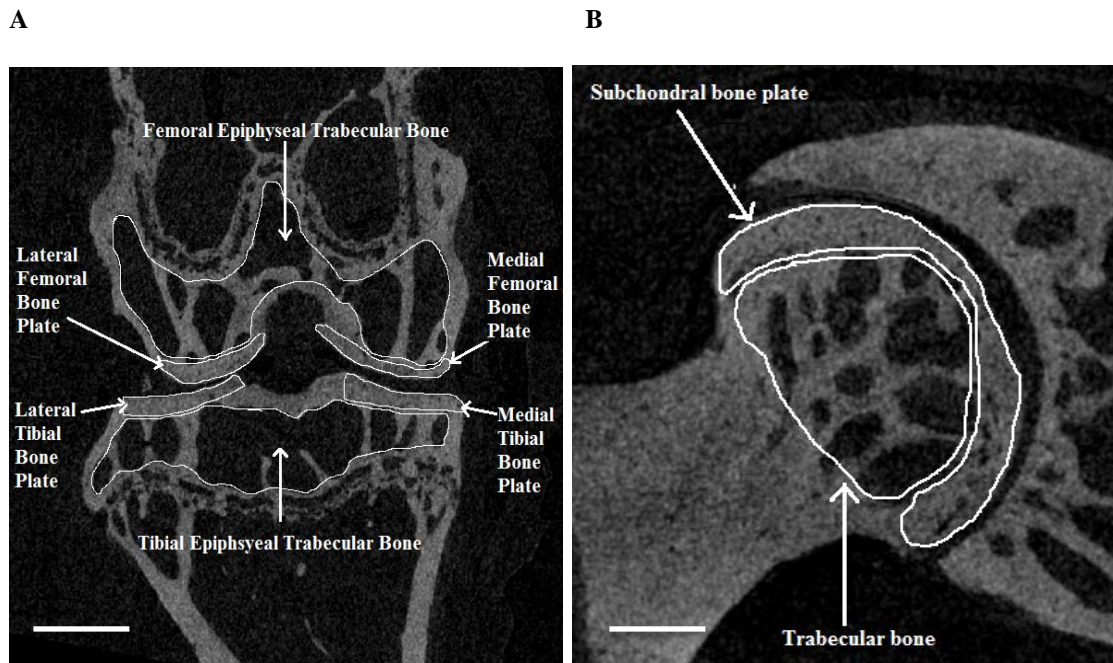 A
B
Femoral Epiphyseal Trabecular Bone
Lateral
Femoral
Bone
Plate
Medial
Femoral
Bone
Plate
Lateral
Tibial
Bone
Plate
Medial
Tibial
Bone
Plate
Tibial Epiphsyeal Trabecular Bone
Subchondral bone plate
Trabecular bone